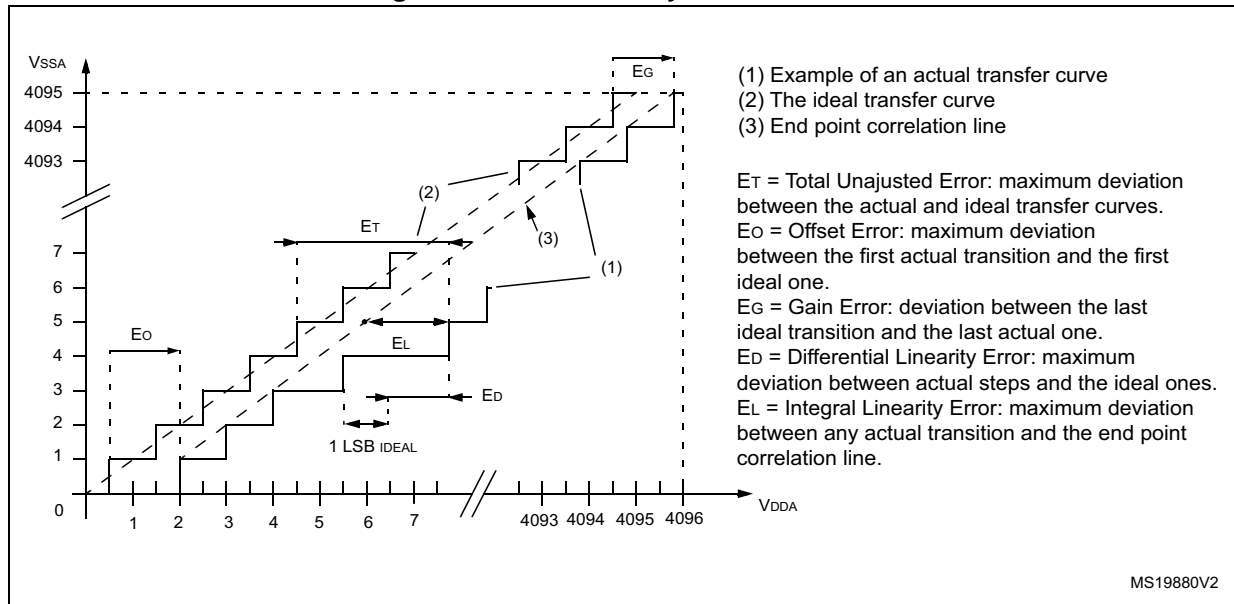 VSSA
4095
4094
4093
7
6
5
4
3
2
1
0
EG
(2)
ET
(3)
(1)
EO
EL
ED
1 LSB IDEAL
1 2 3 4 5 6 7 4093 4094 4095 4096
VDDA
(1) Example of an actual transfer curve
(2) The ideal transfer curve
(3) End point correlation line
ET = Total Unajusted Error: maximum deviation
between the actual and ideal transfer curves.
EO = Offset Error: maximum deviation
between the first actual transition and the first
ideal one.
EG = Gain Error: deviation between the last
ideal transition and the last actual one.
ED = Differential Linearity Error: maximum
deviation between actual steps and the ideal ones.
EL = Integral Linearity Error: maximum deviation
between any actual transition and the end point
correlation line.
MS19880V2